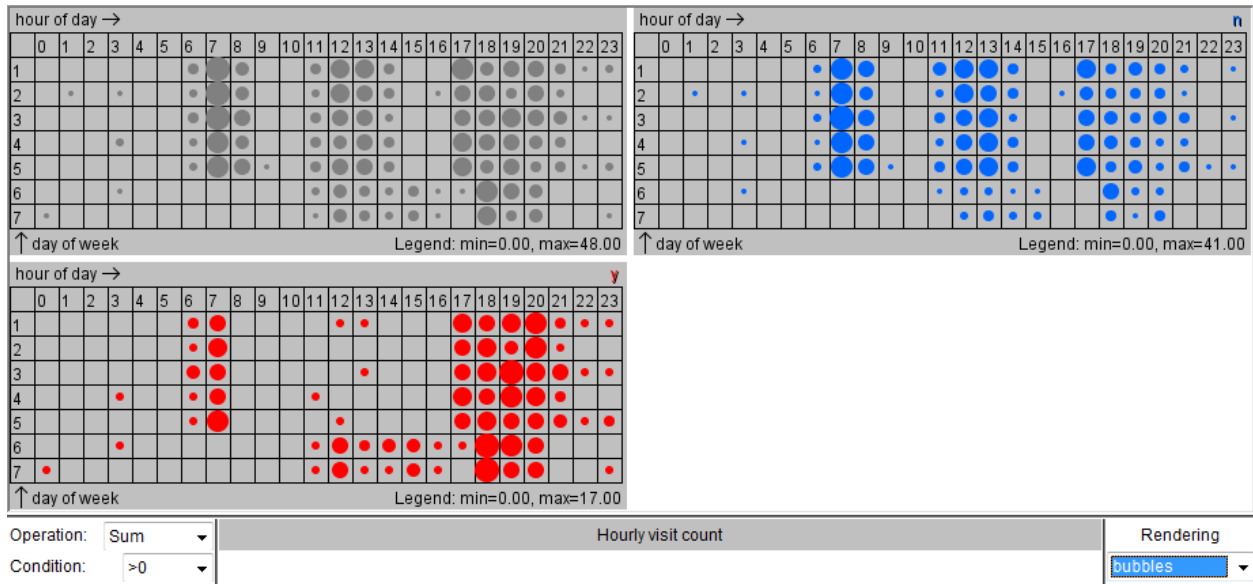 hour of day →
0 1 2 3 4 5 6 7 8 9 10 11 12 13 14 15 16 17 18 19 20 21 22 23
1
2
3
4
5
6
7
↑ day of week Legend: min=0.00, max=48.00
hour of day → n
0 1 2 3 4 5 6 7 8 9 10 11 12 13 14 15 16 17 18 19 20 21 22 23
1
2
3
4
5
6
7
↑ day of week Legend: min=0.00, max=41.00
hour of day → y
0 1 2 3 4 5 6 7 8 9 10 11 12 13 14 15 16 17 18 19 20 21 22 23
1
2
3
4
5
6
7
↑ day of week Legend: min=0.00, max=17.00
Operation: Sum Hourly visit count Rendering
Condition: >0 bubbles